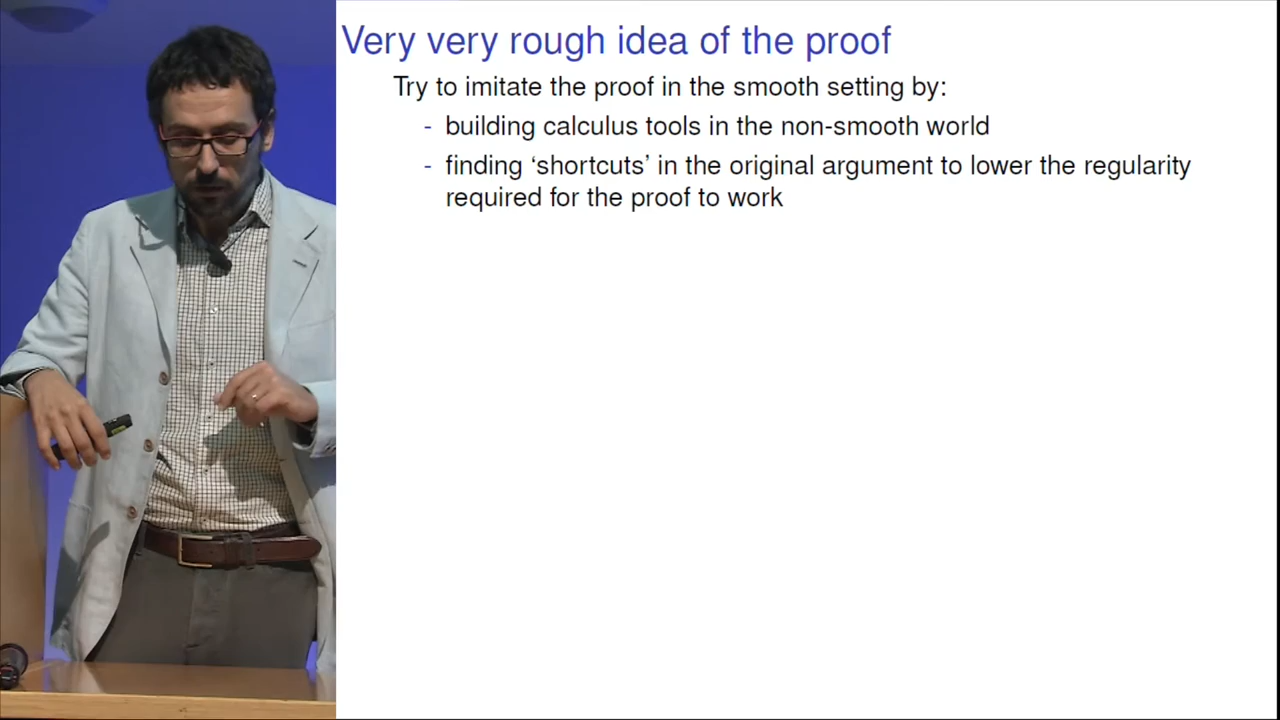 Very very rough idea of the proof
Try to imitate the proof in the smooth setting by:
- building calculus tools in the non-smooth world
- finding ‘shortcuts’ in the original argument to lower the regularity
required for the proof to work